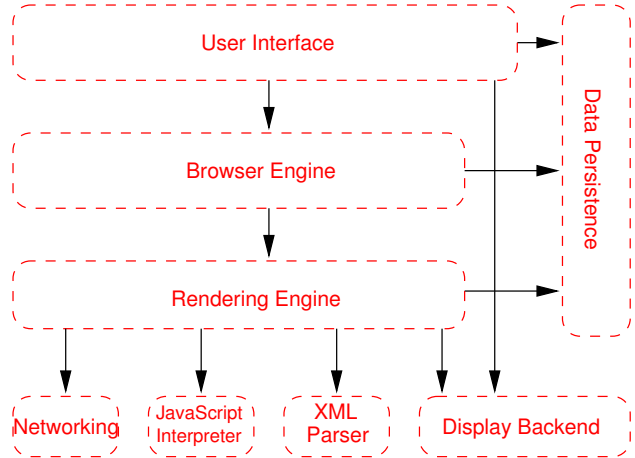 User Interface
Data Persistence
Browser Engine
Rendering Engine
Networking
JavaScript
Interpreter
XML
Parser
Display Backend